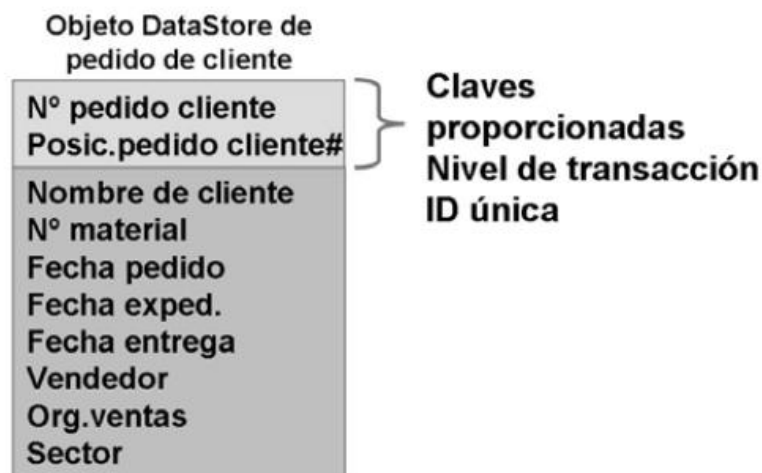 Objeto DataStore de
pedido de cliente
Nº pedido cliente
Posic.pedido cliente#
Claves
proporcionadas
Nivel de transacción
ID única
Nombre de cliente
Nº material
Fecha pedido
Fecha exped.
Fecha entrega
Vendedor
Org.ventas
Sector